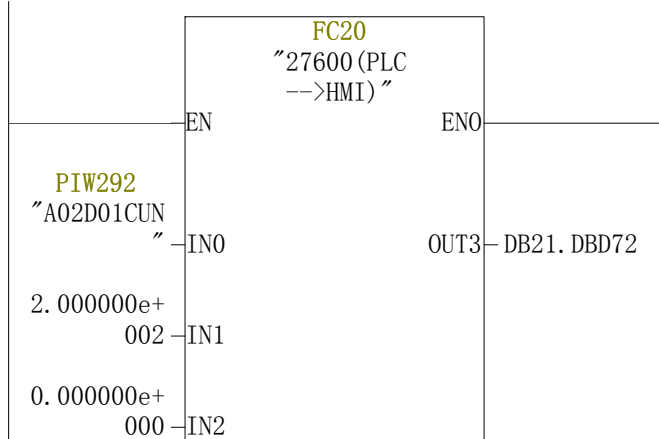 FC20
"27600(PLC
-->HMI)"
EN ENO
PIW292
"A02D01CUN
" IN0 OUT3 DB21.DBD72
2.000000e+
002 IN1
0.000000e+
000 IN2